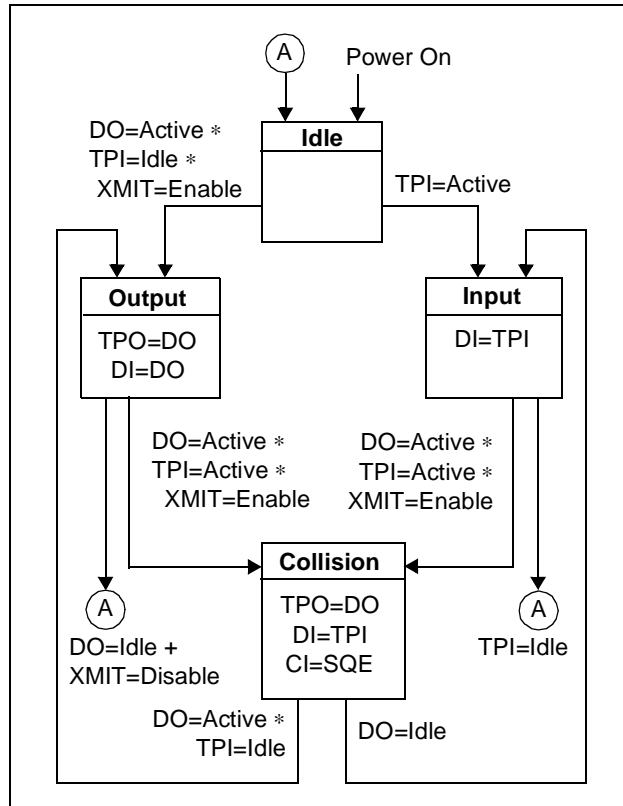 A
Power On
DO=Active *
TPI=Idle *
XMIT=Enable
Idle
TPI=Active
Output
TPO=DO
DI=DO
Input
DI=TPI
DO=Active *
TPI=Active *
XMIT=Enable
DO=Active *
TPI=Active *
XMIT=Enable
Collision
TPO=DO
DI=TPI
CI=SQE
A
DO=Idle +
XMIT=Disable
A
TPI=Idle
DO=Active *
TPI=Idle
DO=Idle